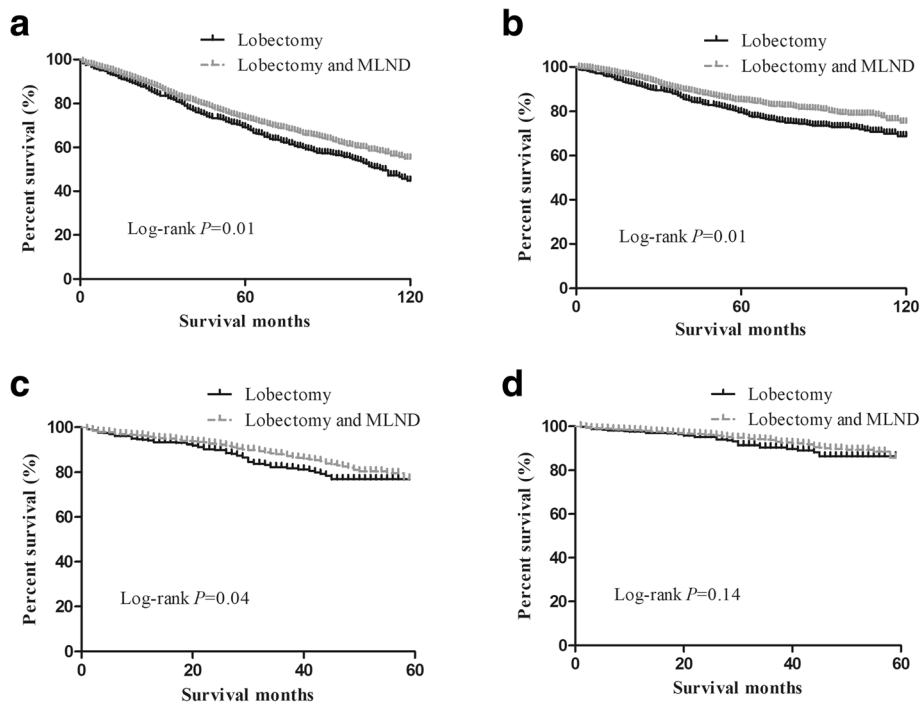 a
Lobectomy
Lobectomy and MLND
Percent survival (%)
100
80
60
40
20
0
Log-rank P=0.01
0 60 120
Survival months
b
Lobectomy
Lobectomy and MLND
Percent survival (%)
100
80
60
40
20
0
Log-rank P=0.01
0 60 120
Survival months
c
Lobectomy
Lobectomy and MLND
Percent survival (%)
100
80
60
40
20
0
Log-rank P=0.04
0 20 40 60
Survival months
d
Lobectomy
Lobectomy and MLND
Percent survival (%)
100
80
60
40
20
0
Log-rank P=0.14
0 20 40 60
Survival months